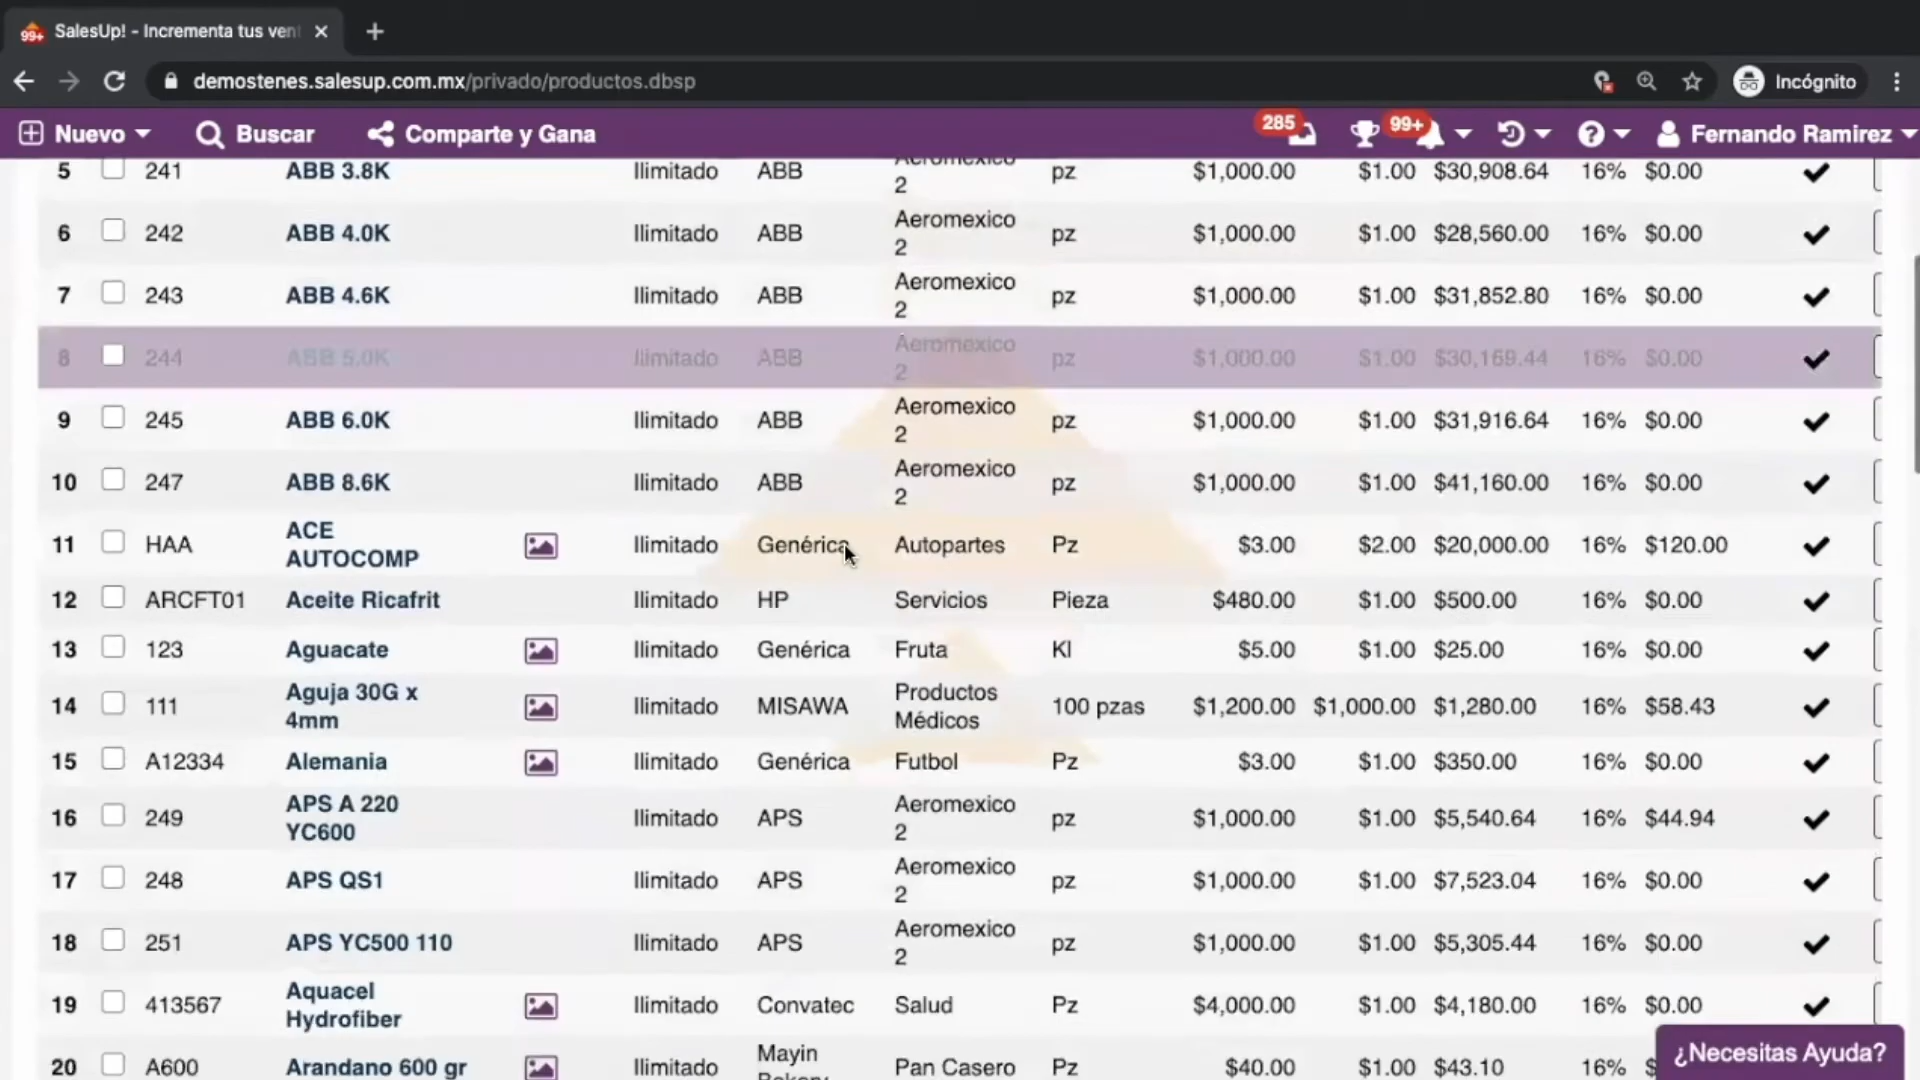 99+ SalesUp! - Incrementa tus ven
demostenes.salesup.com.mx/privado/productos.dbsp Incógnito
Nuevo Buscar Comparte y Gana 285 99+ Fernando Ramirez
5 241 ABB 3.8K Ilimitado ABB Aeromexico 2 pz $1,000.00 $1.00 $30,908.64 16% $0.00
6 242 ABB 4.0K Ilimitado ABB Aeromexico 2 pz $1,000.00 $1.00 $28,560.00 16% $0.00
7 243 ABB 4.6K Ilimitado ABB Aeromexico 2 pz $1,000.00 $1.00 $31,852.80 16% $0.00
8 244 ABB 5.0K Ilimitado ABB Aeromexico 2 pz $1,000.00 $1.00 $30,169.44 16% $0.00
9 245 ABB 6.0K Ilimitado ABB Aeromexico 2 pz $1,000.00 $1.00 $31,916.64 16% $0.00
10 247 ABB 8.6K Ilimitado ABB Aeromexico 2 pz $1,000.00 $1.00 $41,160.00 16% $0.00
11 HAA ACE AUTOCOMP Ilimitado Genérica Autopartes Pz $3.00 $2.00 $20,000.00 16% $120.00
12 ARCFT01 Aceite Ricafrit Ilimitado HP Servicios Pieza $480.00 $1.00 $500.00 16% $0.00
13 123 Aguacate Ilimitado Genérica Fruta Kl $5.00 $1.00 $25.00 16% $0.00
14 111 Aguja 30G x 4mm Ilimitado MISAWA Productos Médicos 100 pzas $1,200.00 $1,000.00 $1,280.00 16% $58.43
15 A12334 Alemania Ilimitado Genérica Futbol Pz $3.00 $1.00 $350.00 16% $0.00
16 249 APS A 220 YC600 Ilimitado APS Aeromexico 2 pz $1,000.00 $1.00 $5,540.64 16% $44.94
17 248 APS QS1 Ilimitado APS Aeromexico 2 pz $1,000.00 $1.00 $7,523.04 16% $0.00
18 251 APS YC500 110 Ilimitado APS Aeromexico 2 pz $1,000.00 $1.00 $5,305.44 16% $0.00
19 413567 Aquacel Hydrofiber Ilimitado Convatec Salud Pz $4,000.00 $1.00 $4,180.00 16% $0.00
20 A600 Arandano 600 gr Ilimitado Mayin Pan Casero Pz $40.00 $1.00 $43.10 16%
¿Necesitas Ayuda?